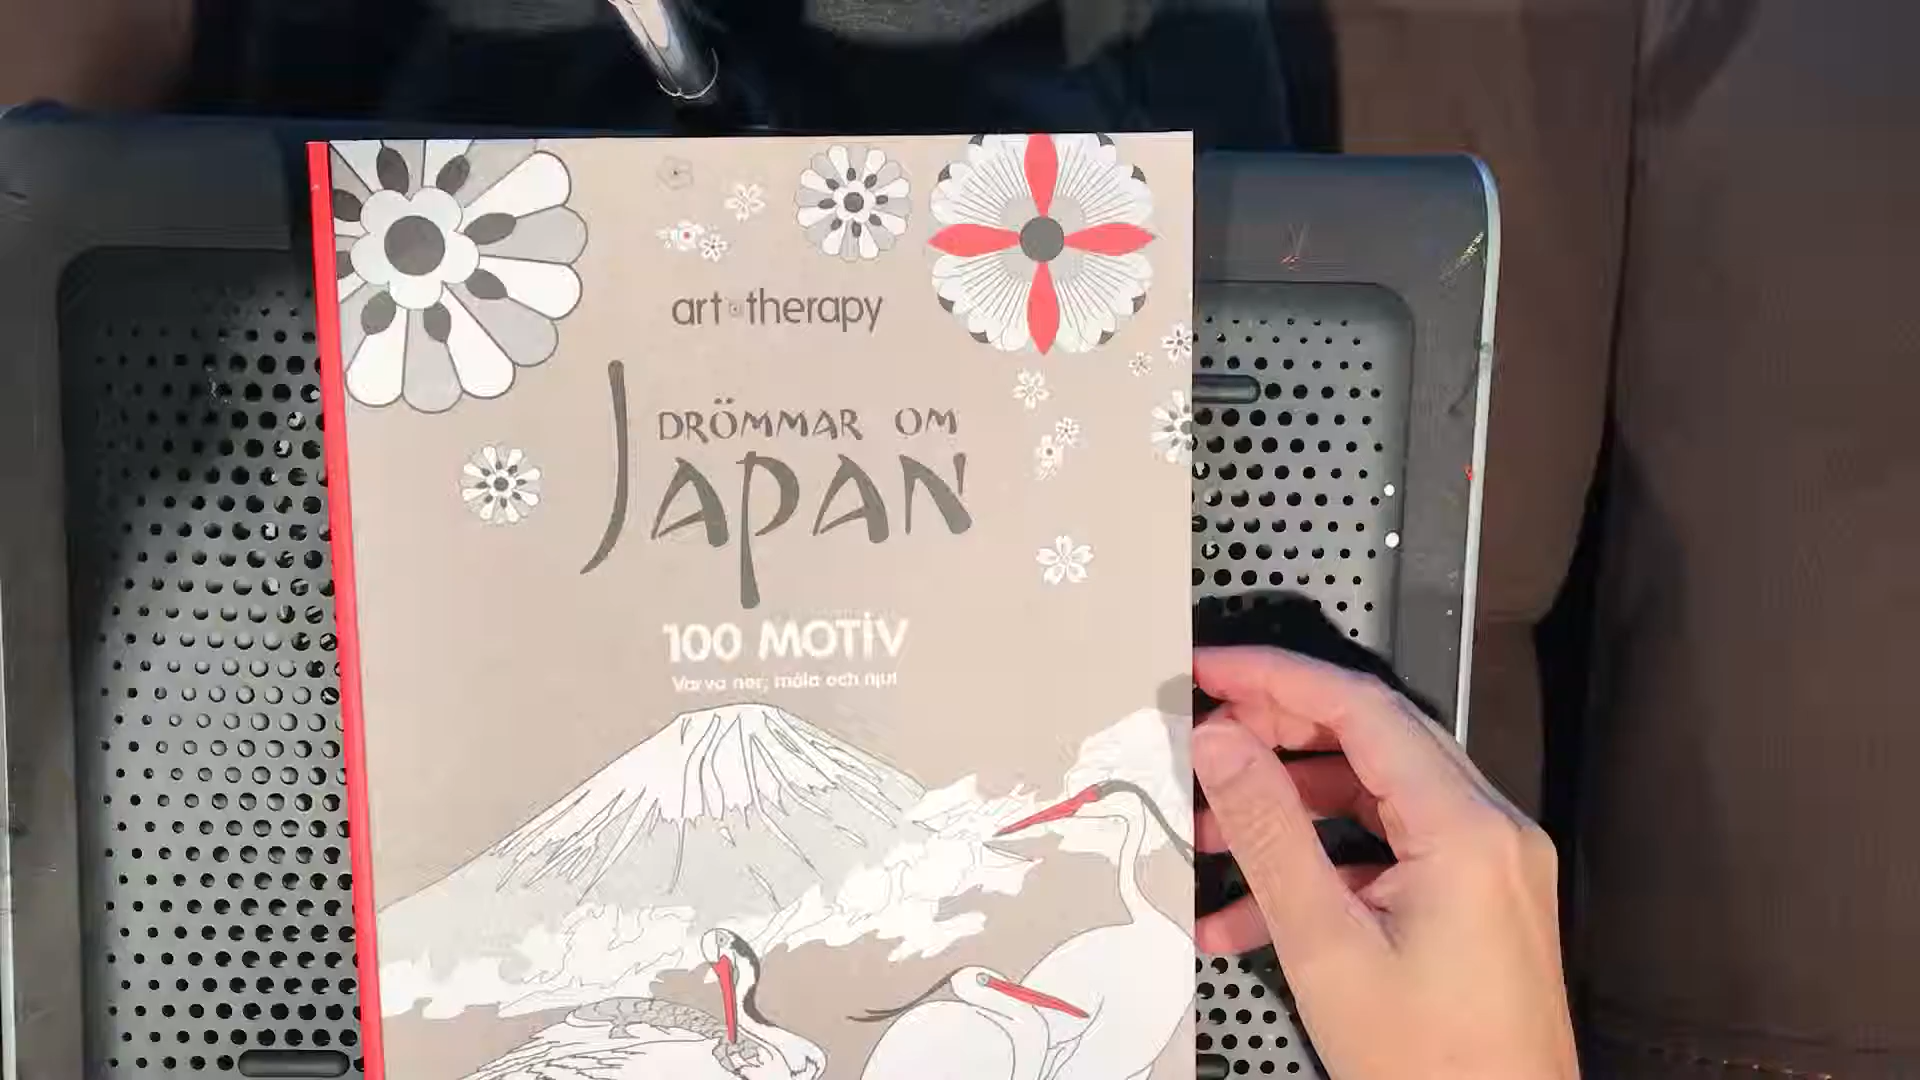 art therapy
DRÖMMAR OM
JAPAN
100 MOTIV
Varva ner, måla och njut